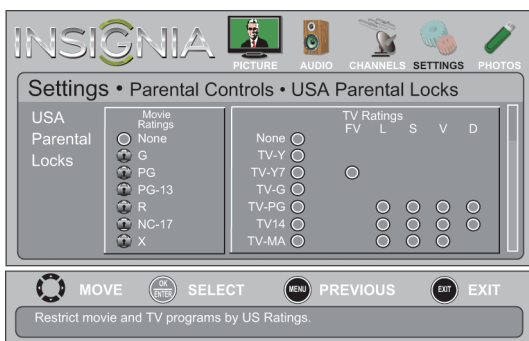 INSIGNIA
PICTURE AUDIO CHANNELS SETTINGS PHOTOS
Settings • Parental Controls • USA Parental Locks
USA
Parental
Locks
Movie
Ratings
None
G
PG
PG-13
R
NC-17
X
TV Ratings
FV L S V D
None
TV-Y
TV-Y7
TV-G
TV-PG
TV14
TV-MA
MOVE OK ENTER SELECT MENU PREVIOUS EXIT EXIT
Restrict movie and TV programs by US Ratings.